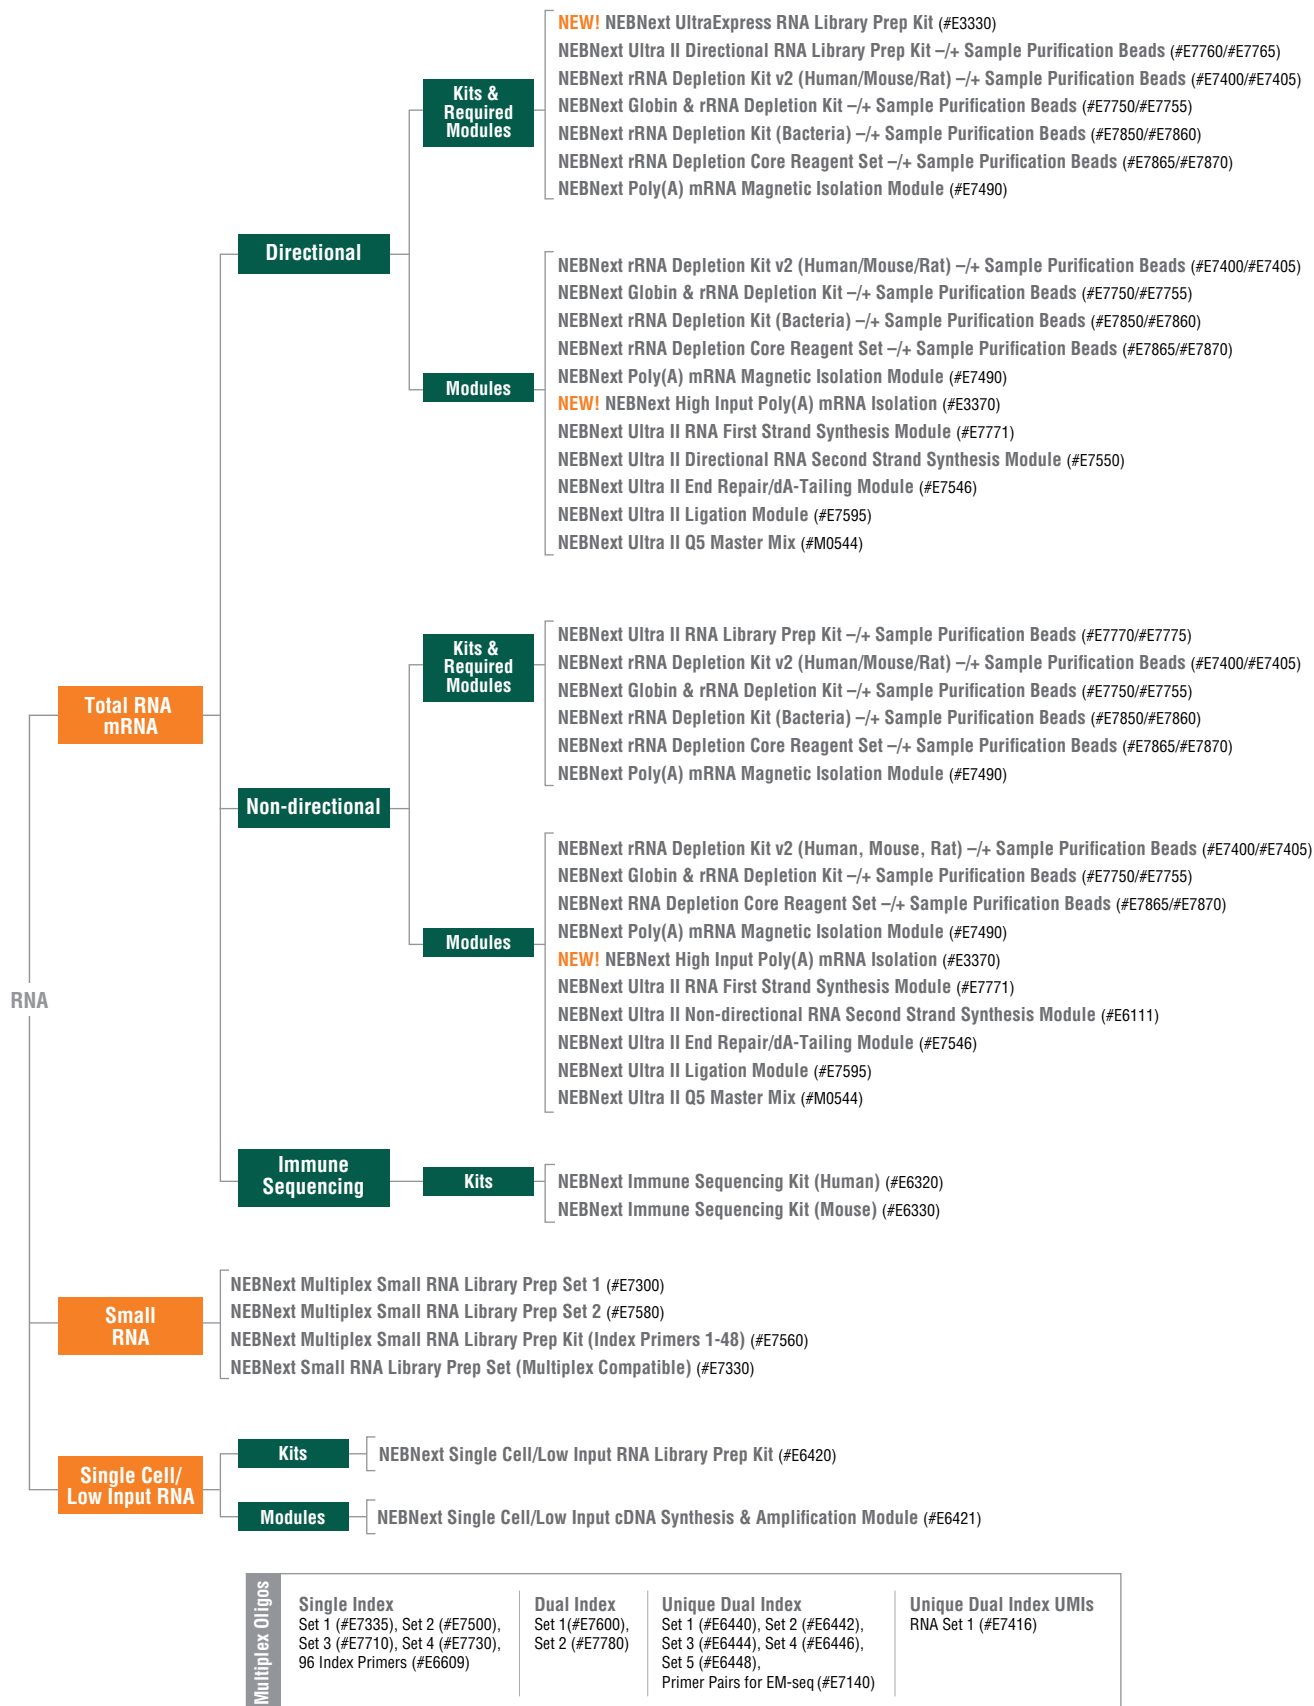 NEW! NEBNext UltraExpress RNA Library Prep Kit (#E3330)
NEBNext Ultra II Directional RNA Library Prep Kit –/+ Sample Purification Beads (#E7760/#E7765)
NEBNext rRNA Depletion Kit v2 (Human/Mouse/Rat) –/+ Sample Purification Beads (#E7400/#E7405)
NEBNext Globin & rRNA Depletion Kit –/+ Sample Purification Beads (#E7750/#E7755)
NEBNext rRNA Depletion Kit (Bacteria) –/+ Sample Purification Beads (#E7850/#E7860)
NEBNext rRNA Depletion Core Reagent Set –/+ Sample Purification Beads (#E7865/#E7870)
NEBNext Poly(A) mRNA Magnetic Isolation Module (#E7490)
Kits &
Required
Modules
Directional
NEBNext rRNA Depletion Kit v2 (Human/Mouse/Rat) –/+ Sample Purification Beads (#E7400/#E7405)
NEBNext Globin & rRNA Depletion Kit –/+ Sample Purification Beads (#E7750/#E7755)
NEBNext rRNA Depletion Kit (Bacteria) –/+ Sample Purification Beads (#E7850/#E7860)
NEBNext rRNA Depletion Core Reagent Set –/+ Sample Purification Beads (#E7865/#E7870)
NEBNext Poly(A) mRNA Magnetic Isolation Module (#E7490)
NEW! NEBNext High Input Poly(A) mRNA Isolation (#E3370)
NEBNext Ultra II RNA First Strand Synthesis Module (#E7771)
NEBNext Ultra II Directional RNA Second Strand Synthesis Module (#E7550)
NEBNext Ultra II End Repair/dA-Tailing Module (#E7546)
NEBNext Ultra II Ligation Module (#E7595)
NEBNext Ultra II Q5 Master Mix (#M0544)
Modules
Kits &
Required
Modules
NEBNext Ultra II RNA Library Prep Kit –/+ Sample Purification Beads (#E7770/#E7775)
NEBNext rRNA Depletion Kit v2 (Human/Mouse/Rat) –/+ Sample Purification Beads (#E7400/#E7405)
NEBNext Globin & rRNA Depletion Kit –/+ Sample Purification Beads (#E7750/#E7755)
NEBNext rRNA Depletion Kit (Bacteria) –/+ Sample Purification Beads (#E7850/#E7860)
NEBNext rRNA Depletion Core Reagent Set –/+ Sample Purification Beads (#E7865/#E7870)
NEBNext Poly(A) mRNA Magnetic Isolation Module (#E7490)
Total RNA
mRNA
Non-directional
NEBNext rRNA Depletion Kit v2 (Human, Mouse, Rat) –/+ Sample Purification Beads (#E7400/#E7405)
NEBNext Globin & rRNA Depletion Kit –/+ Sample Purification Beads (#E7750/#E7755)
NEBNext RNA Depletion Core Reagent Set –/+ Sample Purification Beads (#E7865/#E7870)
NEBNext Poly(A) mRNA Magnetic Isolation Module (#E7490)
NEW! NEBNext High Input Poly(A) mRNA Isolation (#E3370)
NEBNext Ultra II RNA First Strand Synthesis Module (#E7771)
NEBNext Ultra II Non-directional RNA Second Strand Synthesis Module (#E6111)
NEBNext Ultra II End Repair/dA-Tailing Module (#E7546)
NEBNext Ultra II Ligation Module (#E7595)
NEBNext Ultra II Q5 Master Mix (#M0544)
Modules
RNA
Immune
Sequencing
Kits
NEBNext Immune Sequencing Kit (Human) (#E6320)
NEBNext Immune Sequencing Kit (Mouse) (#E6330)
Small
RNA
NEBNext Multiplex Small RNA Library Prep Set 1 (#E7300)
NEBNext Multiplex Small RNA Library Prep Set 2 (#E7580)
NEBNext Multiplex Small RNA Library Prep Kit (Index Primers 1-48) (#E7560)
NEBNext Small RNA Library Prep Set (Multiplex Compatible) (#E7330)
Single Cell/
Low Input RNA
Kits
NEBNext Single Cell/Low Input RNA Library Prep Kit (#E6420)
Modules
NEBNext Single Cell/Low Input cDNA Synthesis & Amplification Module (#E6421)
Multiplex Oligos
Single Index
Set 1 (#E7335), Set 2 (#E7500),
Set 3 (#E7710), Set 4 (#E7730),
96 Index Primers (#E6609)
Dual Index
Set 1(#E7600),
Set 2 (#E7780)
Unique Dual Index
Set 1 (#E6440), Set 2 (#E6442),
Set 3 (#E6444), Set 4 (#E6446),
Set 5 (#E6448),
Primer Pairs for EM-seq (#E7140)
Unique Dual Index UMIs
RNA Set 1 (#E7416)